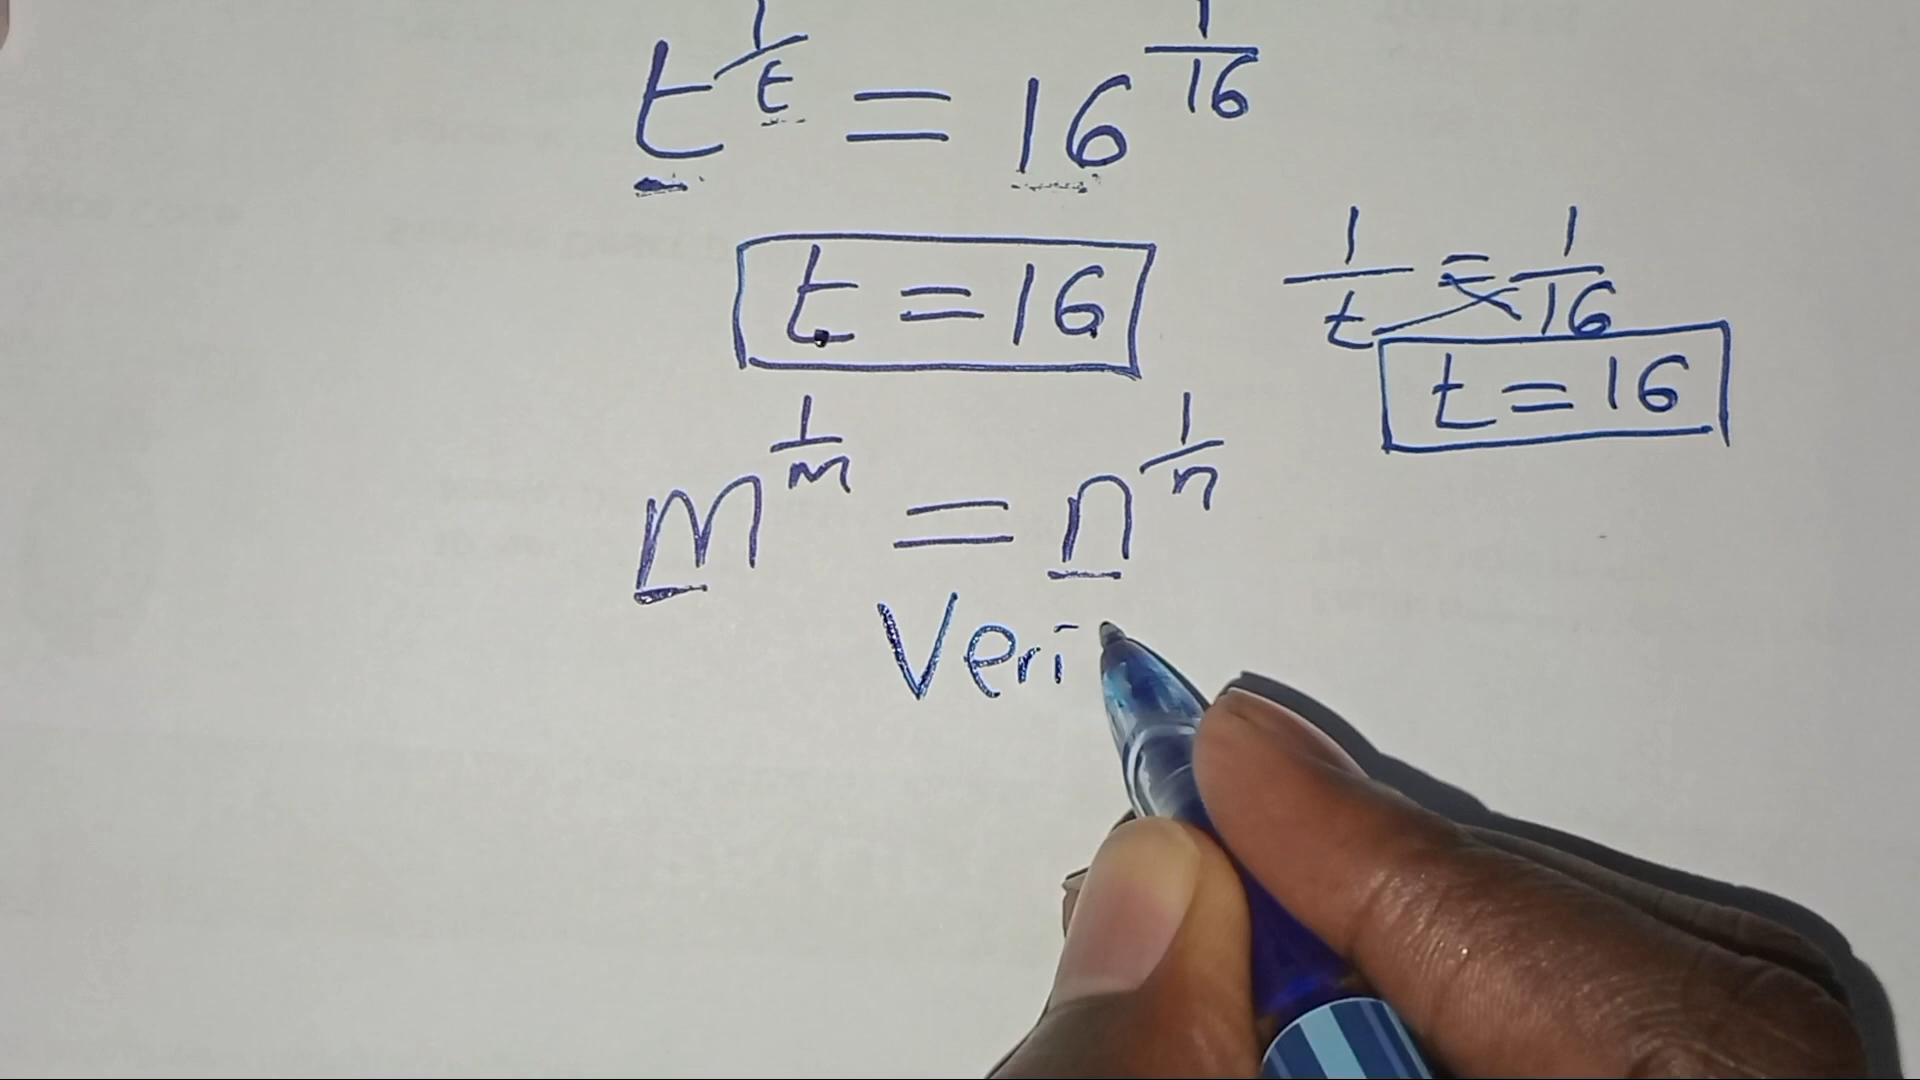 t^(1/t) = 16^(1/16)
t = 16
1/t = 1/16
t = 16
m^(1/m) = n^(1/n)
Veri